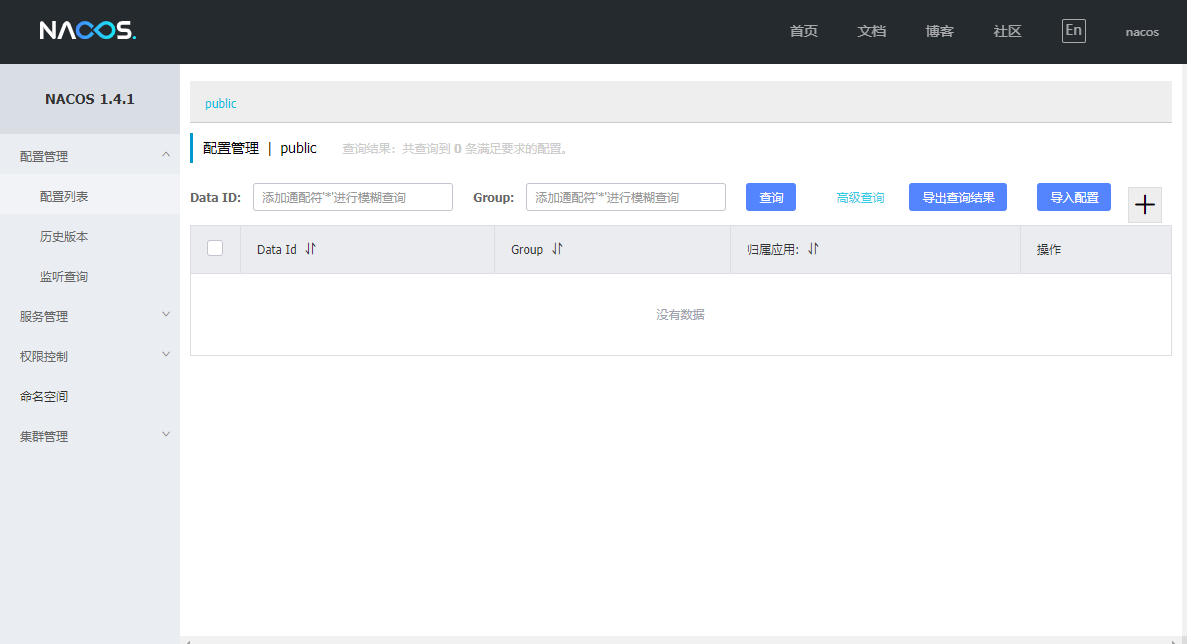 NACOS.
首页 文档 博客 社区 En nacos
NACOS 1.4.1
配置管理
配置列表
历史版本
监听查询
服务管理
权限控制
命名空间
集群管理
public
配置管理 | public 查询结果：共查询到 0 条满足要求的配置。
Data ID: 添加通配符'*'进行模糊查询 Group: 添加通配符'*'进行模糊查询 查询 高级查询 导出查询结果 导入配置
Data Id Group 归属应用: 操作
没有数据